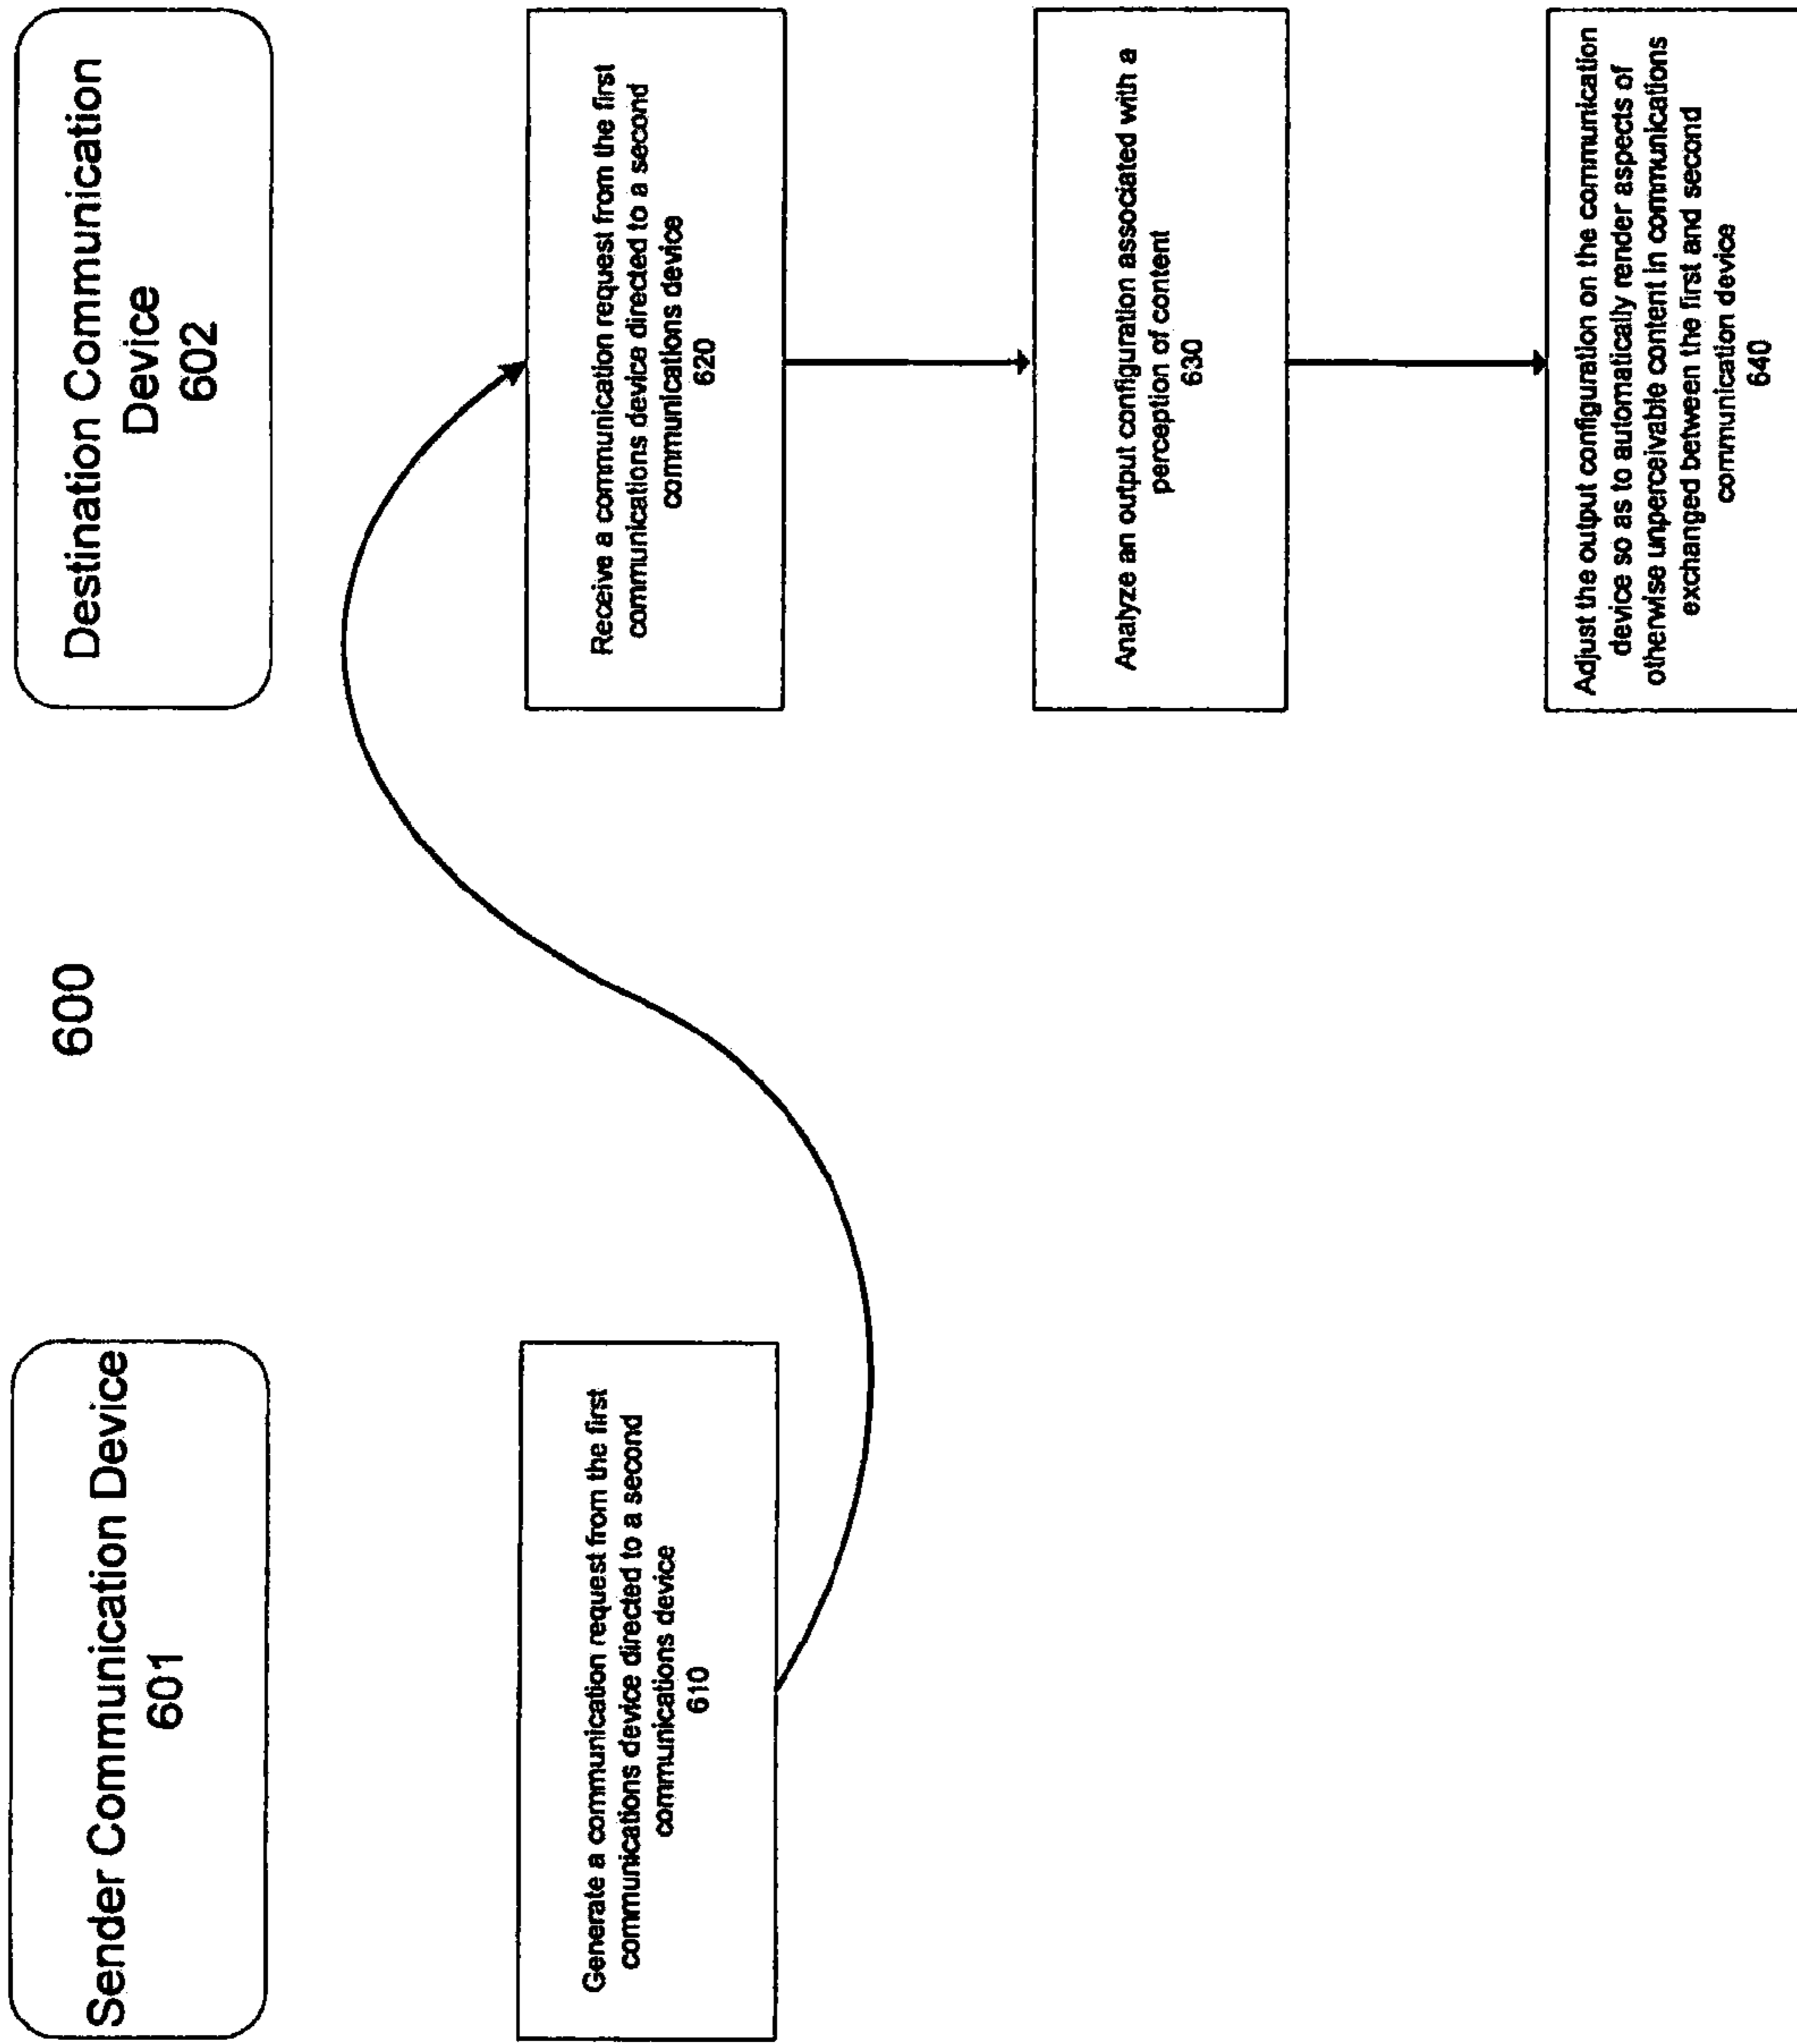 600
Sender Communication Device
601
Destination Communication
Device
602
Generate a communication request from the first
communications device directed to a second
communications device
610
Receive a communication request from the first
communications device directed to a second
communications device
620
Analyze an output configuration associated with a
perception of content
630
Adjust the output configuration on the communication
device so as to automatically render aspects of
otherwise unperceivable content in communications
exchanged between the first and second
communication device
640